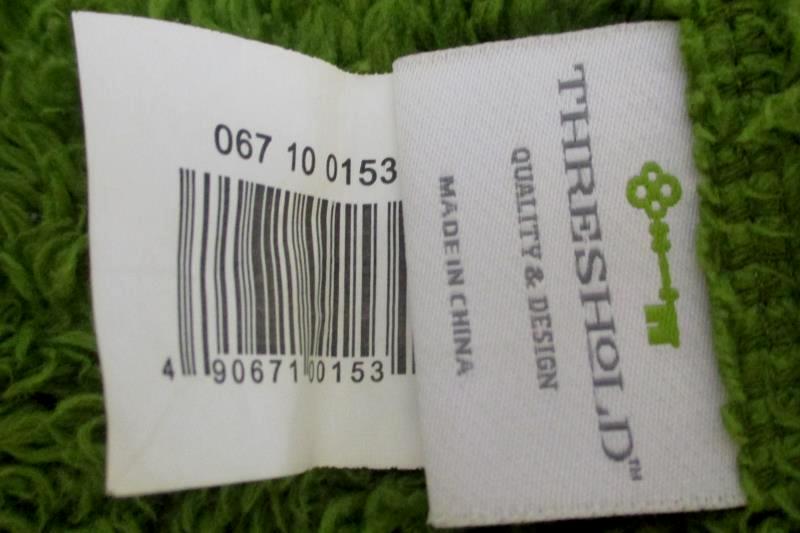 067 10 0153
4 90671 00153
THRESHOLD™
QUALITY & DESIGN
MADE IN CHINA